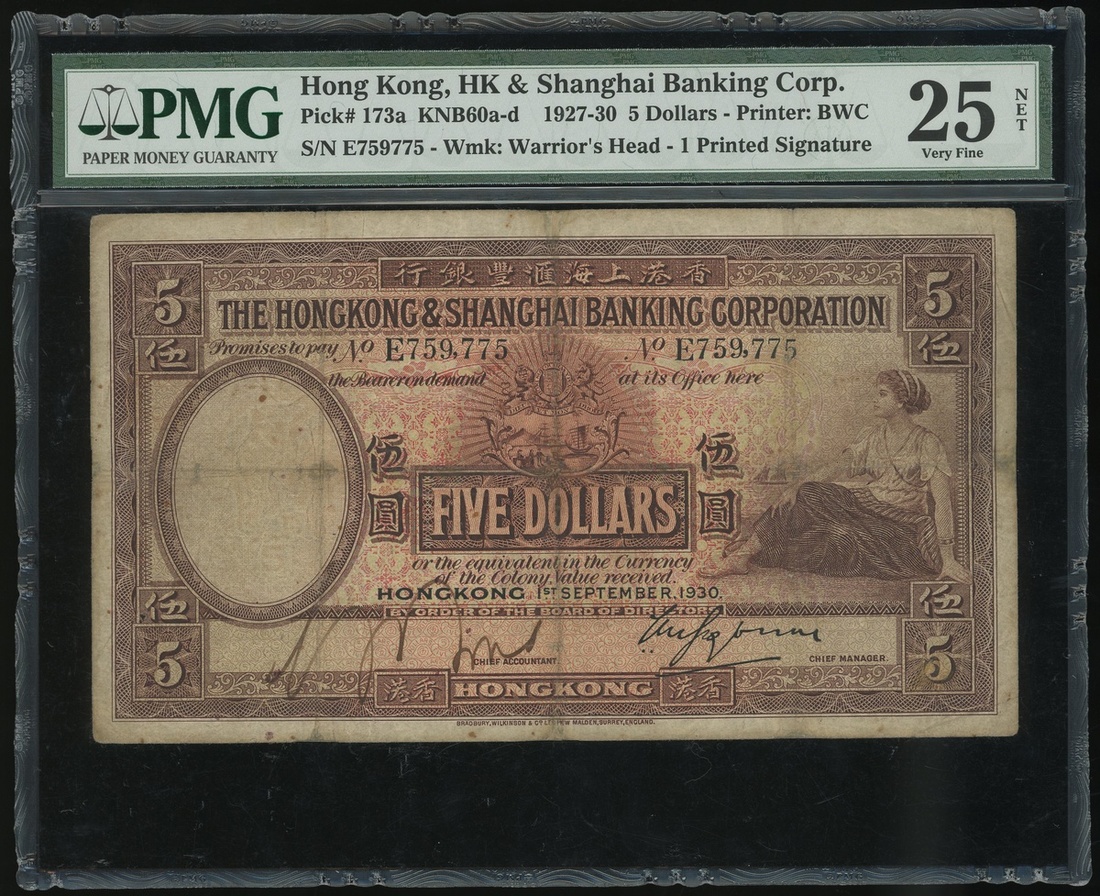 PMG
PAPER MONEY GUARANTY
Hong Kong, HK & Shanghai Banking Corp.
Pick# 173a KNB60a-d 1927-30 5 Dollars - Printer: BWC
S/N E759775 - Wmk: Warrior's Head - 1 Printed Signature
25
NET
Very Fine
行銀豐滙海上港香
5 5
THE HONGKONG & SHANGHAI BANKING CORPORATION
伍 伍
Promises to pay No E759,775 No E759,775
the Bearer on demand at its Office here
伍圓 伍圓
FIVE DOLLARS
or the equivalent in the Currency
of the Colony, Value received.
HONGKONG 1ST SEPTEMBER, 1930.
伍 伍
BY ORDER OF THE BOARD OF DIRECTORS
5 5
CHIEF ACCOUNTANT. CHIEF MANAGER.
港香 HONGKONG 港香
BRADBURY, WILKINSON & Co. LD. NEW MALDEN, SURREY, ENGLAND.